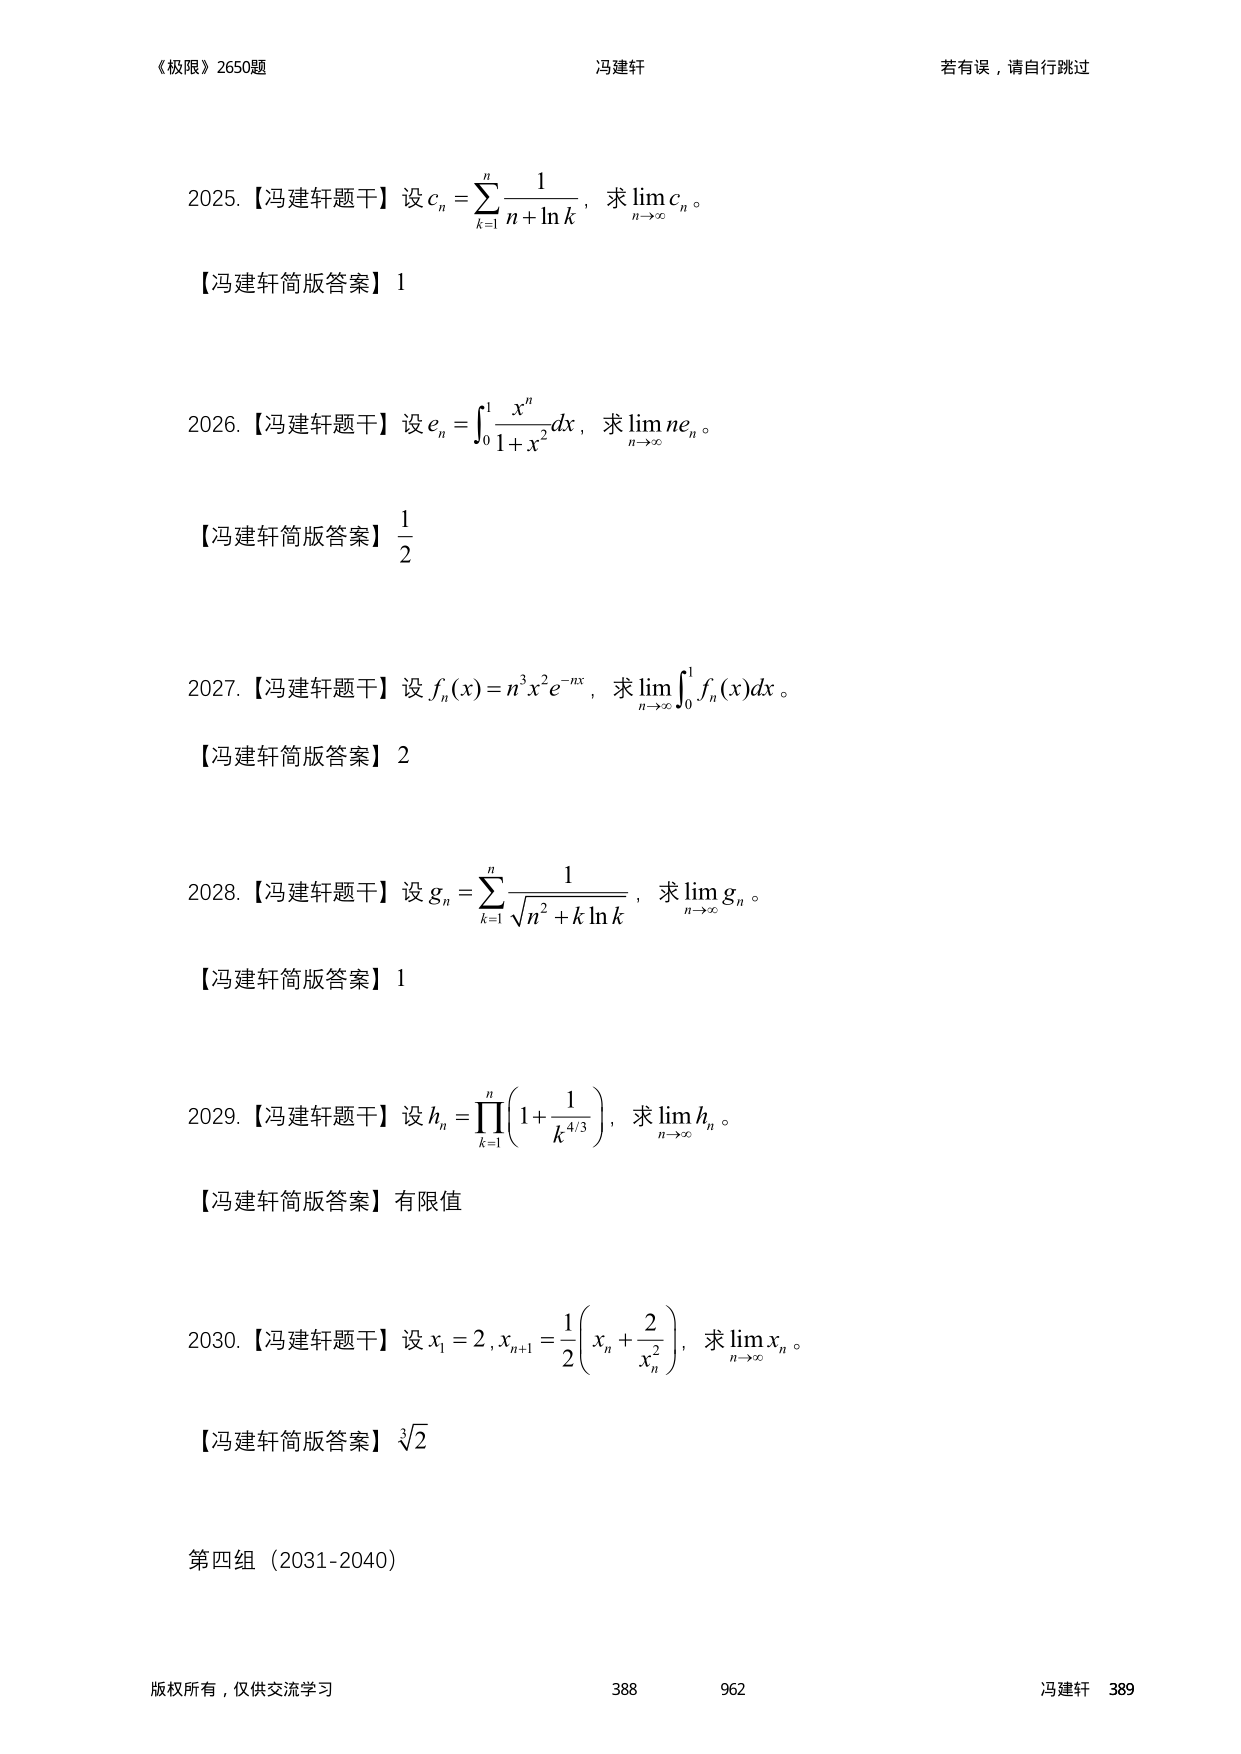 《极限》2650题 冯建轩 若有误，请自行跳过
2025.【冯建轩题干】设 $c_n = \sum_{k=1}^{n} \frac{1}{n+\ln k}$，求 $\lim_{n\to\infty} c_n$。
【冯建轩简版答案】1
2026.【冯建轩题干】设 $e_n = \int_0^1 \frac{x^n}{1+x^2} dx$，求 $\lim_{n\to\infty} ne_n$。
【冯建轩简版答案】$\frac{1}{2}$
2027.【冯建轩题干】设 $f_n(x) = n^3 x^2 e^{-nx}$，求 $\lim_{n\to\infty} \int_0^1 f_n(x)dx$。
【冯建轩简版答案】2
2028.【冯建轩题干】设 $g_n = \sum_{k=1}^{n} \frac{1}{\sqrt{n^2+k\ln k}}$，求 $\lim_{n\to\infty} g_n$。
【冯建轩简版答案】1
2029.【冯建轩题干】设 $h_n = \prod_{k=1}^{n} \left(1+\frac{1}{k^{4/3}}\right)$，求 $\lim_{n\to\infty} h_n$。
【冯建轩简版答案】有限值
2030.【冯建轩题干】设 $x_1 = 2, x_{n+1} = \frac{1}{2}\left(x_n + \frac{2}{x_n^2}\right)$，求 $\lim_{n\to\infty} x_n$。
【冯建轩简版答案】$\sqrt[3]{2}$
第四组（2031-2040）
版权所有，仅供交流学习 388 962 冯建轩 389